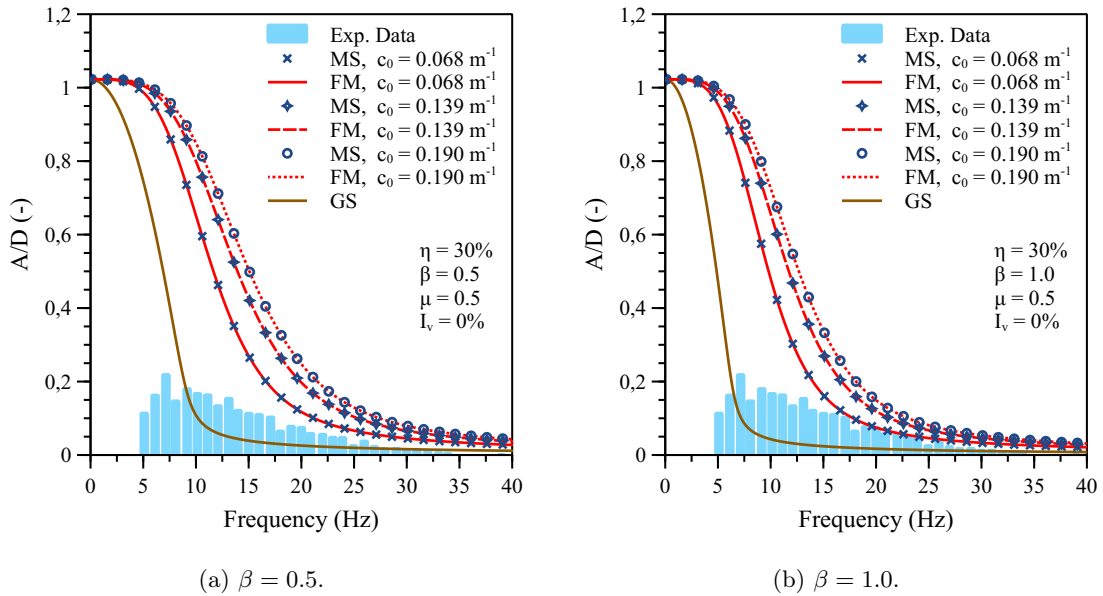 1,2
1
0,8
0,6
0,4
0,2
0
A/D (-)
Exp. Data
MS, c₀ = 0.068 m⁻¹
FM, c₀ = 0.068 m⁻¹
MS, c₀ = 0.139 m⁻¹
FM, c₀ = 0.139 m⁻¹
MS, c₀ = 0.190 m⁻¹
FM, c₀ = 0.190 m⁻¹
GS
η = 30%
β = 0.5
μ = 0.5
Iᵥ = 0%
0 5 10 15 20 25 30 35 40
Frequency (Hz)
(a) β = 0.5.
1,2
1
0,8
0,6
0,4
0,2
0
A/D (-)
Exp. Data
MS, c₀ = 0.068 m⁻¹
FM, c₀ = 0.068 m⁻¹
MS, c₀ = 0.139 m⁻¹
FM, c₀ = 0.139 m⁻¹
MS, c₀ = 0.190 m⁻¹
FM, c₀ = 0.190 m⁻¹
GS
η = 30%
β = 1.0
μ = 0.5
Iᵥ = 0%
0 5 10 15 20 25 30 35 40
Frequency (Hz)
(b) β = 1.0.